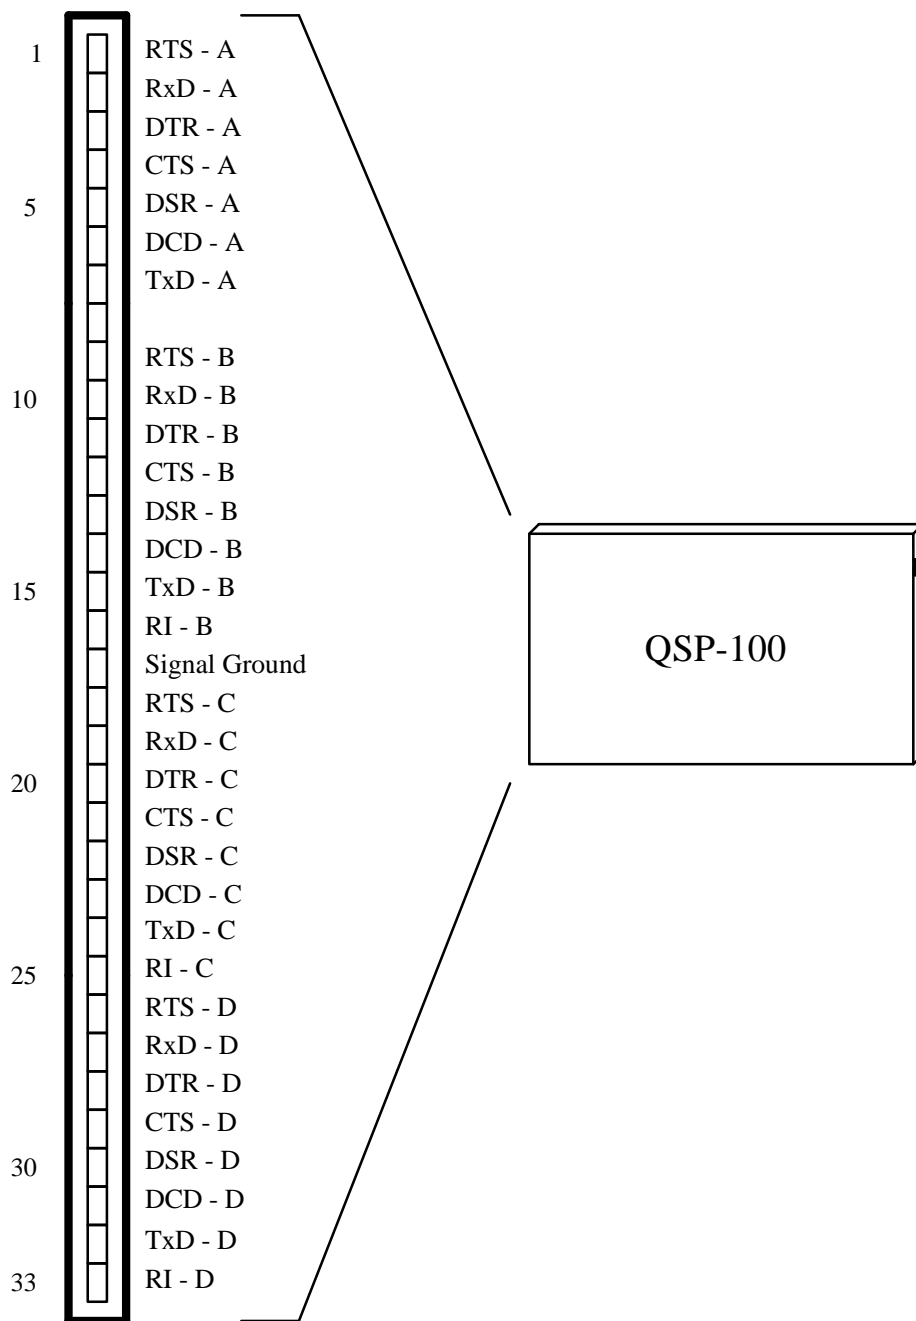 1 RTS - A
RxD - A
DTR - A
CTS - A
5 DSR - A
DCD - A
TxD - A
RTS - B
10 RxD - B
DTR - B
CTS - B
DSR - B
DCD - B
15 TxD - B
RI - B
Signal Ground
RTS - C
RxD - C
20 DTR - C
CTS - C
DSR - C
DCD - C
TxD - C
25 RI - C
RTS - D
RxD - D
DTR - D
CTS - D
30 DSR - D
DCD - D
TxD - D
33 RI - D
QSP-100